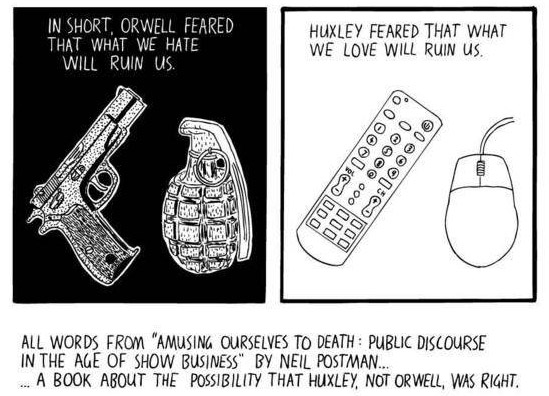 IN SHORT, ORWELL FEARED
THAT WHAT WE HATE
WILL RUIN US.
HUXLEY FEARED THAT WHAT
WE LOVE WILL RUIN US.
VOL
CH
ALL WORDS FROM "AMUSING OURSELVES TO DEATH: PUBLIC DISCOURSE
IN THE AGE OF SHOW BUSINESS" BY NEIL POSTMAN...
... A BOOK ABOUT THE POSSIBILITY THAT HUXLEY, NOT ORWELL, WAS RIGHT.